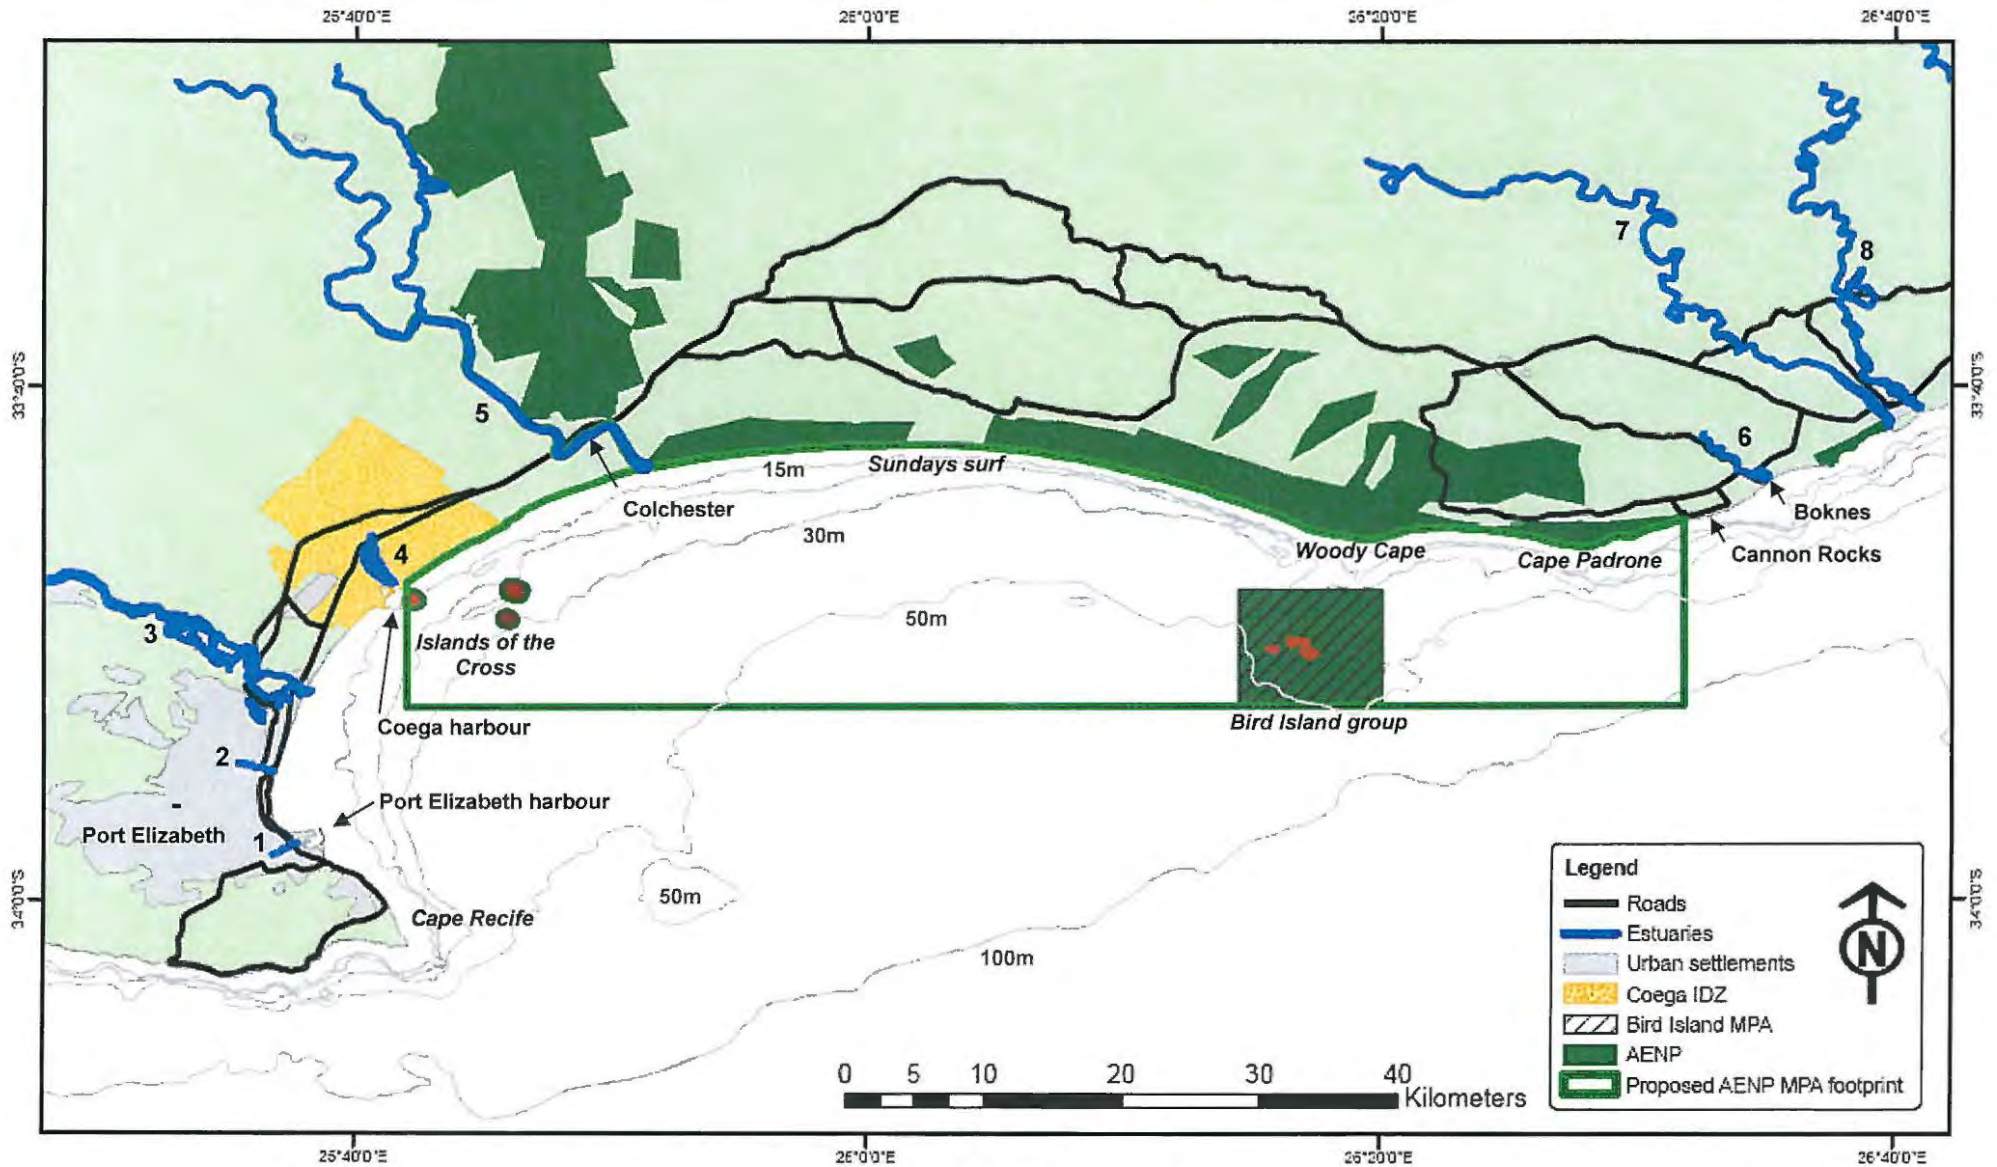 25°40'0"E
26°0'0"E
26°20'0"E
26°40'0"E
7
8
33°40'0"S
33°40'0"S
5
6
15m
Sundays surf
Colchester
Boknes
30m
4
Woody Cape
Cape Padrone
Cannon Rocks
50m
3
Islands of the
Cross
Coega harbour
Bird Island group
2
Port Elizabeth harbour
Port Elizabeth
1
50m
Cape Recife
34°0'0"S
34°0'0"S
100m
Legend
Roads
Estuaries
Urban settlements
Coega IDZ
Bird Island MPA
AENP
Proposed AENP MPA footprint
N
0 5 10 20 30 40
Kilometers
25°40'0"E
26°0'0"E
26°20'0"E
26°40'0"E